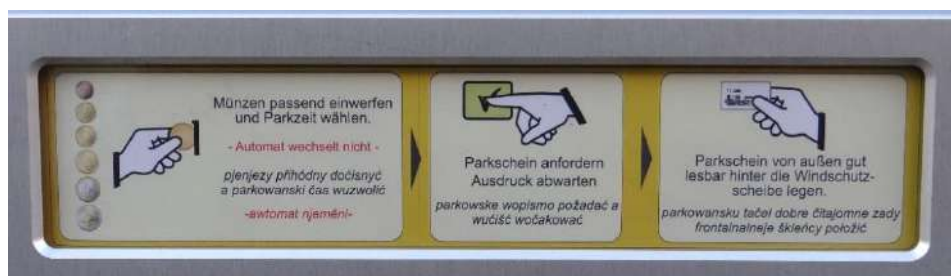 Münzen passend einwerfen
und Parkzeit wählen.
- Automat wechselt nicht -
pjenjezy přihódny dočisnyć
a parkowanski čas wuzwolić
-awtomat njeměni-
Parkschein anfordern
Ausdruck abwarten
parkowske wopismo požadać a
wućišć wočakować
Parkschein von außen gut
lesbar hinter die Windschutz-
scheibe legen.
parkowansku tačel dobre čitajomne zady
frontalnalneje škleńcy položić